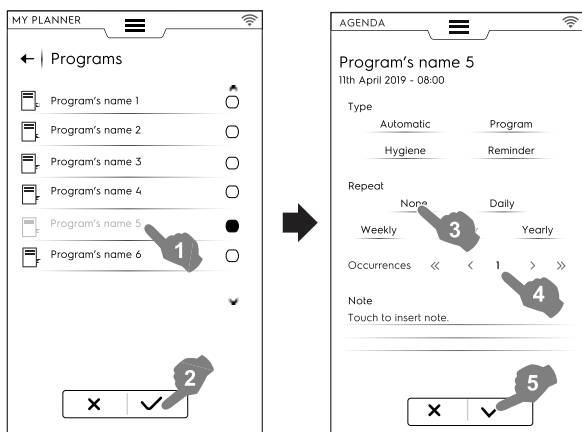 MY PLANNER
Programs
Program's name 1
Program's name 2
Program's name 3
Program's name 4
Program's name 5
Program's name 6
1
2
AGENDA
Program's name 5
11th April 2019 - 08:00
Type
Automatic Program
Hygiene Reminder
Repeat
None Daily
Weekly Yearly
Occurrences « < 1 > »
Note
Touch to insert note.
3
4
5